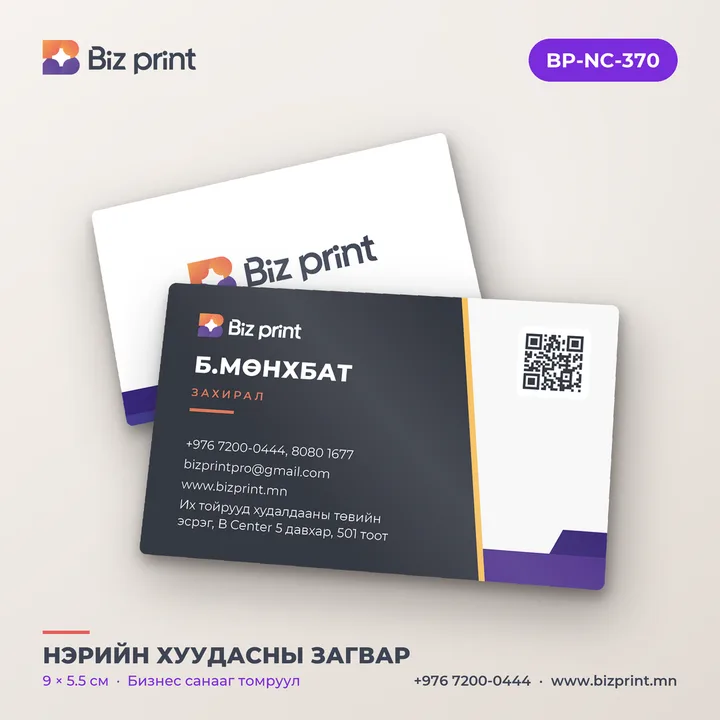 Biz print
BP-NC-370
Biz print
Biz print
Б.МӨНХБАТ
ЗАХИРАЛ
+976 7200-0444, 8080 1677
bizprintpro@gmail.com
www.bizprint.mn
Их тойрууд худалдааны төвийн
эсрэг, B Center 5 давхар, 501 тоот
НЭРИЙН ХУУДАСНЫ ЗАГВАР
9 × 5.5 см · Бизнес санааг томруул
+976 7200-0444 · www.bizprint.mn